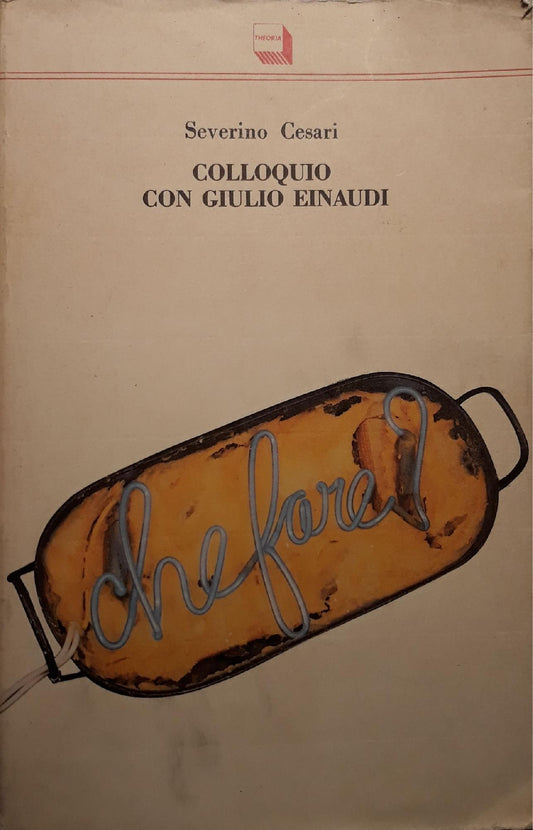 THEORIA
Severino Cesari
COLLOQUIO
CON GIULIO EINAUDI
che fare?